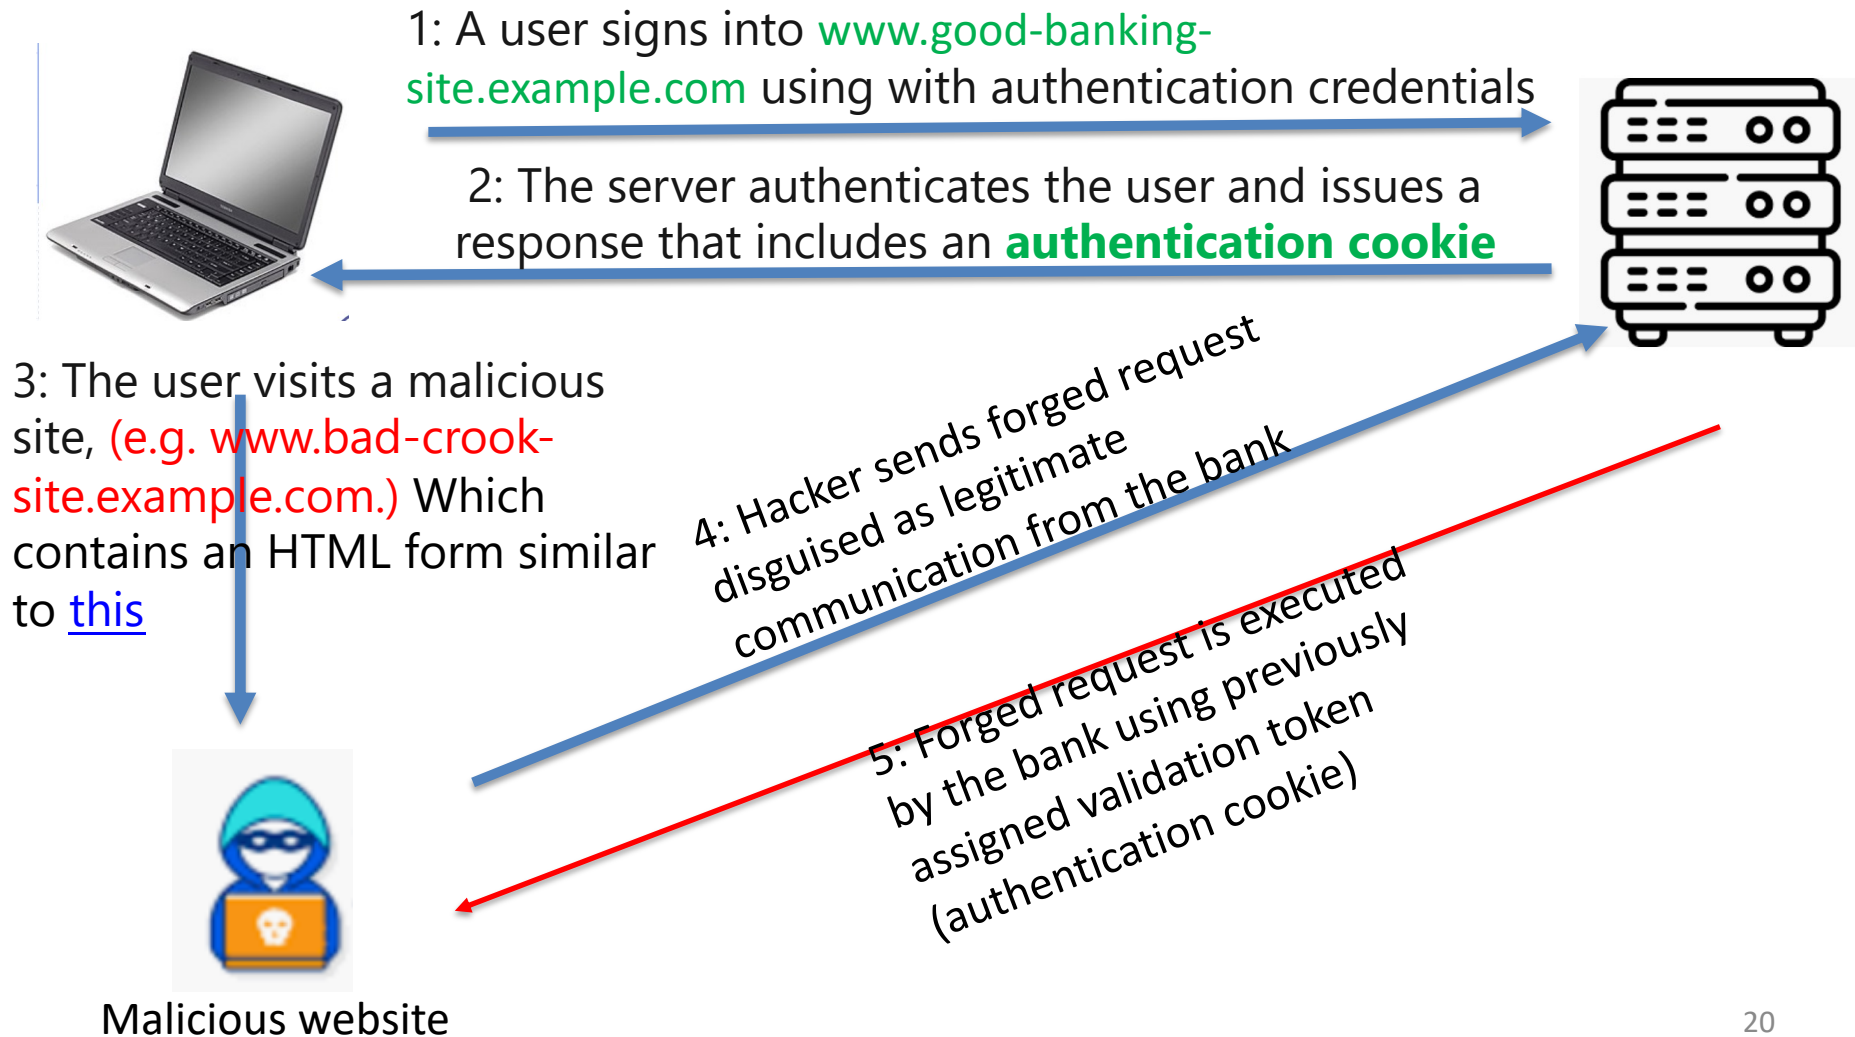 1: A user signs into www.good-banking-
site.example.com using with authentication credentials
2: The server authenticates the user and issues a
response that includes an authentication cookie
3: The user visits a malicious
site, (e.g. www.bad-crook-
site.example.com.) Which
contains an HTML form similar
to this
4: Hacker sends forged request
disguised as legitimate
communication from the bank
5: Forged request is executed
by the bank using previously
assigned validation token
(authentication cookie)
Malicious website
20